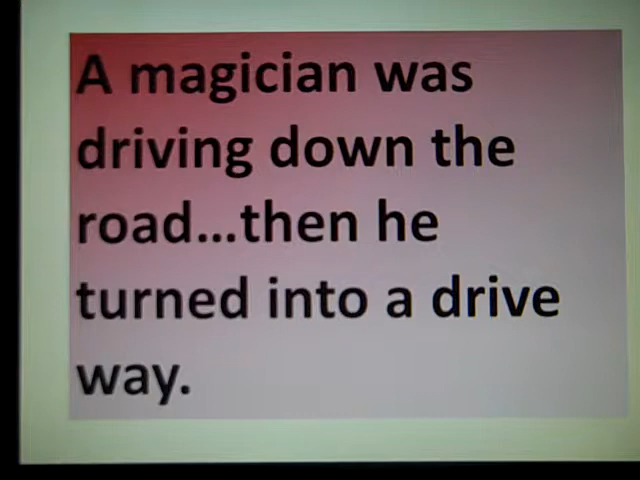 A magician was
driving down the
road...then he
turned into a drive
way.